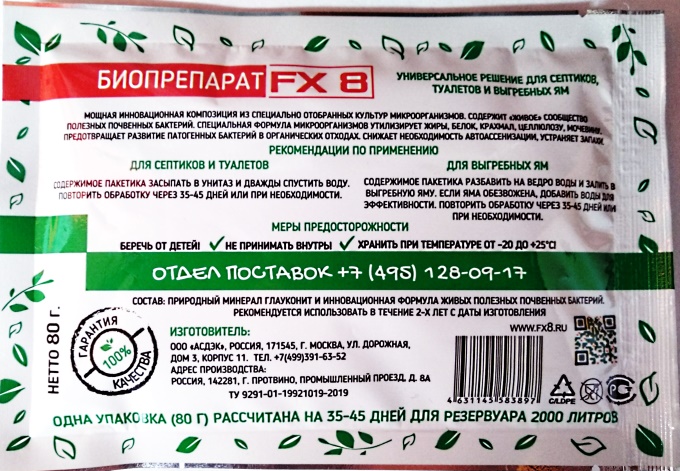 БИОПРЕПАРАТ FX 8
УНИВЕРСАЛЬНОЕ РЕШЕНИЕ ДЛЯ СЕПТИКОВ,
ТУАЛЕТОВ И ВЫГРЕБНЫХ ЯМ
МОЩНАЯ ИННОВАЦИОННАЯ КОМПОЗИЦИЯ ИЗ СПЕЦИАЛЬНО ОТОБРАННЫХ КУЛЬТУР МИКРООРГАНИЗМОВ. СОДЕРЖИТ «ЖИВОЕ» СООБЩЕСТВО
ПОЛЕЗНЫХ ПОЧВЕННЫХ БАКТЕРИЙ. СПЕЦИАЛЬНАЯ ФОРМУЛА МИКРООРГАНИЗМОВ УТИЛИЗИРУЕТ ЖИРЫ, БЕЛОК, КРАХМАЛ, ЦЕЛЛЮЛОЗУ, МОЧЕВИНУ.
ПРЕДОТВРАЩАЕТ РАЗВИТИЕ ПАТОГЕННЫХ БАКТЕРИЙ В ОРГАНИЧЕСКИХ ОТХОДАХ. СНИЖАЕТ НЕОБХОДИМОСТЬ АВТОАССЕНИЗАЦИИ, УСТРАНЯЕТ ЗАПАХИ.
РЕКОМЕНДАЦИИ ПО ПРИМЕНЕНИЮ
ДЛЯ СЕПТИКОВ И ТУАЛЕТОВ
СОДЕРЖИМОЕ ПАКЕТИКА ЗАСЫПАТЬ В УНИТАЗ И ДВАЖДЫ СПУСТИТЬ ВОДУ.
ПОВТОРИТЬ ОБРАБОТКУ ЧЕРЕЗ 35-45 ДНЕЙ ИЛИ ПРИ НЕОБХОДИМОСТИ.
ДЛЯ ВЫГРЕБНЫХ ЯМ
СОДЕРЖИМОЕ ПАКЕТИКА РАЗБАВИТЬ НА ВЕДРО ВОДЫ И ЗАЛИТЬ В
ВЫГРЕБНУЮ ЯМУ. ЕСЛИ ЯМА ОБЕЗВОЖЕНА, ДОБАВИТЬ ВОДЫ ДЛЯ
ЭФФЕКТИВНОСТИ. ПОВТОРИТЬ ОБРАБОТКУ ЧЕРЕЗ 35-45 ДНЕЙ ИЛИ
ПРИ НЕОБХОДИМОСТИ.
МЕРЫ ПРЕДОСТОРОЖНОСТИ
БЕРЕЧЬ ОТ ДЕТЕЙ! ✓ НЕ ПРИНИМАТЬ ВНУТРЬ ✓ ХРАНИТЬ ПРИ ТЕМПЕРАТУРЕ ОТ -20 ДО +25°С!
ОТДЕЛ ПОСТАВОК +7 (495) 128-09-17
СОСТАВ: ПРИРОДНЫЙ МИНЕРАЛ ГЛАУКОНИТ И ИННОВАЦИОННАЯ ФОРМУЛА ЖИВЫХ ПОЛЕЗНЫХ ПОЧВЕННЫХ БАКТЕРИЙ.
РЕКОМЕНДУЕТСЯ ИСПОЛЬЗОВАТЬ В ТЕЧЕНИЕ 2-Х ЛЕТ С ДАТЫ ИЗГОТОВЛЕНИЯ
НЕТТО 80 г.
ГАРАНТИЯ
100%
КАЧЕСТВА
ИЗГОТОВИТЕЛЬ:
ООО «АСДЭК», РОССИЯ, 171545, Г. МОСКВА, УЛ. ДОРОЖНАЯ,
ДОМ 3, КОРПУС 11. ТЕЛ. +7(499)391-63-52
АДРЕС ПРОИЗВОДСТВА:
РОССИЯ, 142281, Г. ПРОТВИНО, ПРОМЫШЛЕННЫЙ ПРОЕЗД, Д. 8А
ТУ 9291-01-19921019-2019
WWW.FX8.RU
4 631145 583897
C/LDPE
ОДНА УПАКОВКА (80 Г) РАССЧИТАНА НА 35-45 ДНЕЙ ДЛЯ РЕЗЕРВУАРА 2000 ЛИТРОВ